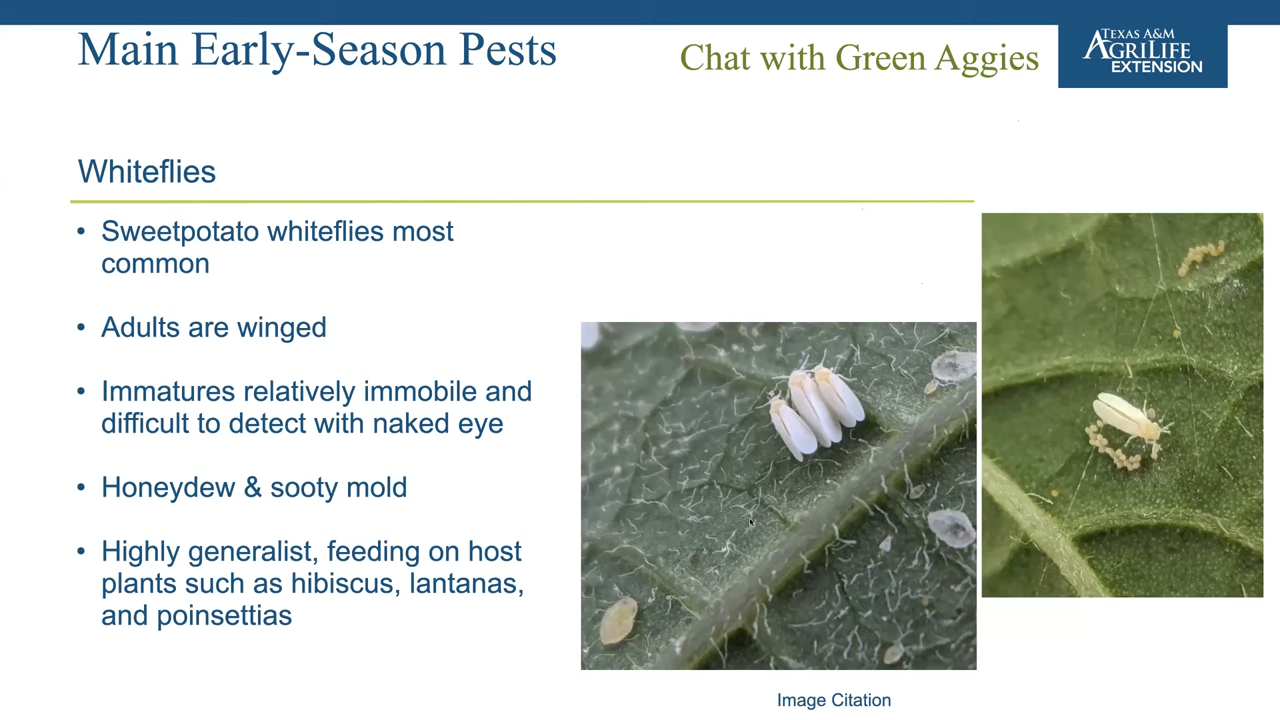 Main Early-Season Pests
Chat with Green Aggies
TEXAS A&M
AGRILIFE
EXTENSION
Whiteflies
• Sweetpotato whiteflies most
common
• Adults are winged
• Immatures relatively immobile and
difficult to detect with naked eye
• Honeydew & sooty mold
• Highly generalist, feeding on host
plants such as hibiscus, lantanas,
and poinsettias
Image Citation